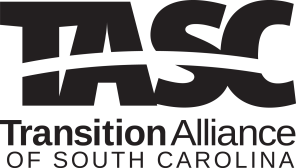 TASC
Transition Alliance
OF SOUTH CAROLINA